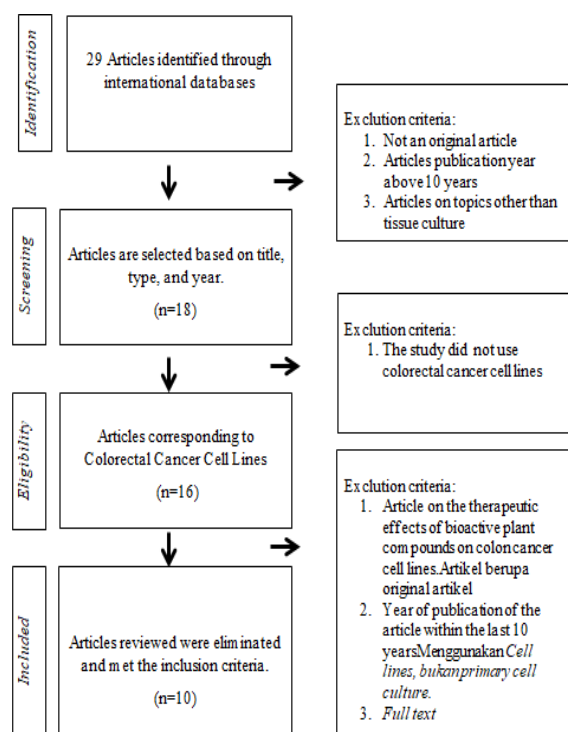 Identification
29 Articles identified through
international databases
Exclution criteria:
1. Not an original article
2. Articles publication year
above 10 years
3. Articles on topics other than
tissue culture
Screening
Articles are selected based on title,
type, and year.
(n=18)
Exclution criteria:
1. The study did not use
colorectal cancer cell lines
Eligibility
Articles corresponding to
Colorectal Cancer Cell Lines
(n=16)
Exclution criteria:
1. Article on the therapeutic
effects of bioactive plant
compounds on colon cancer
cell lines.Artikel berupa
original artikel
2. Year of publication of the
article within the last 10
yearsMenggunakan Cell
lines, bukanprimary cell
culture.
3. Full text
Included
Articles reviewed were eliminated
and met the inclusion criteria.
(n=10)